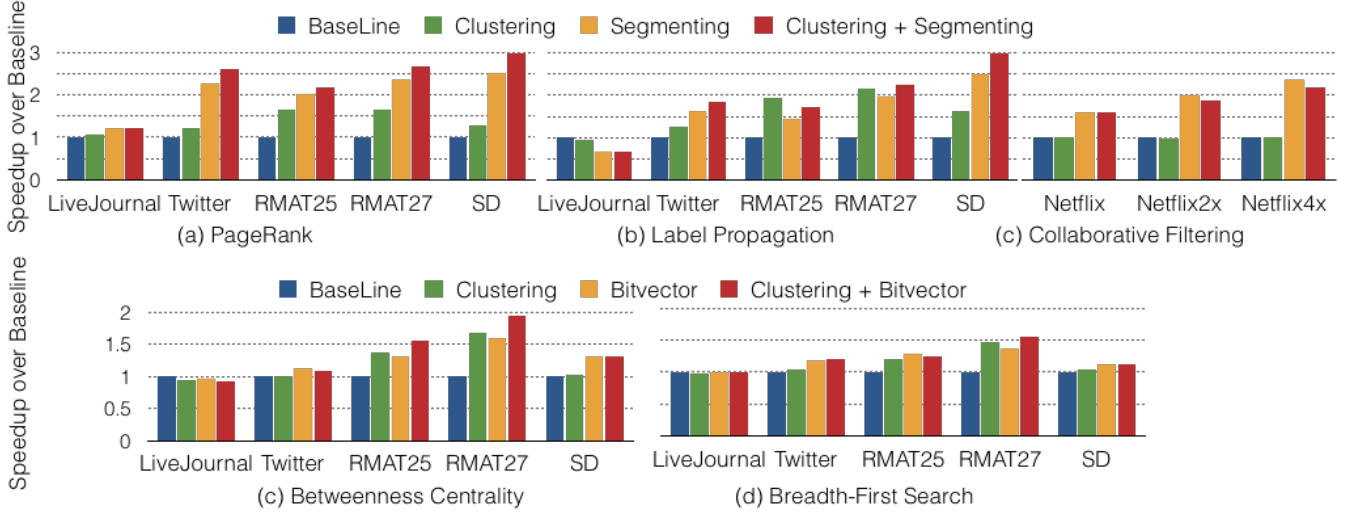 BaseLine Clustering Segmenting Clustering + Segmenting
Speedup over Baseline
3
2
1
0
LiveJournal Twitter RMAT25 RMAT27 SD
(a) PageRank
LiveJournal Twitter RMAT25 RMAT27 SD
(b) Label Propagation
Netflix Netflix2x Netflix4x
(c) Collaborative Filtering
BaseLine Clustering Bitvector Clustering + Bitvector
Speedup over Baseline
2
1.5
1
0.5
0
LiveJournal Twitter RMAT25 RMAT27 SD
(c) Betweenness Centrality
LiveJournal Twitter RMAT25 RMAT27 SD
(d) Breadth-First Search